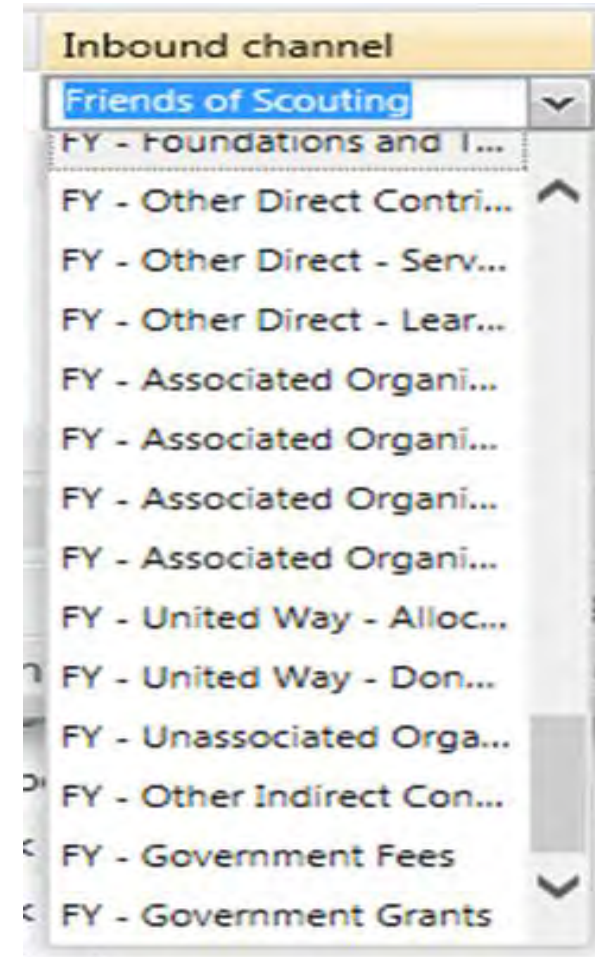 Inbound channel
Friends of Scouting
FY - Foundations and T...
FY - Other Direct Contri...
FY - Other Direct - Serv...
FY - Other Direct - Lear...
FY - Associated Organi...
FY - Associated Organi...
FY - Associated Organi...
FY - Associated Organi...
FY - United Way - Alloc...
FY - United Way - Don...
FY - Unassociated Orga...
FY - Other Indirect Con...
FY - Government Fees
FY - Government Grants